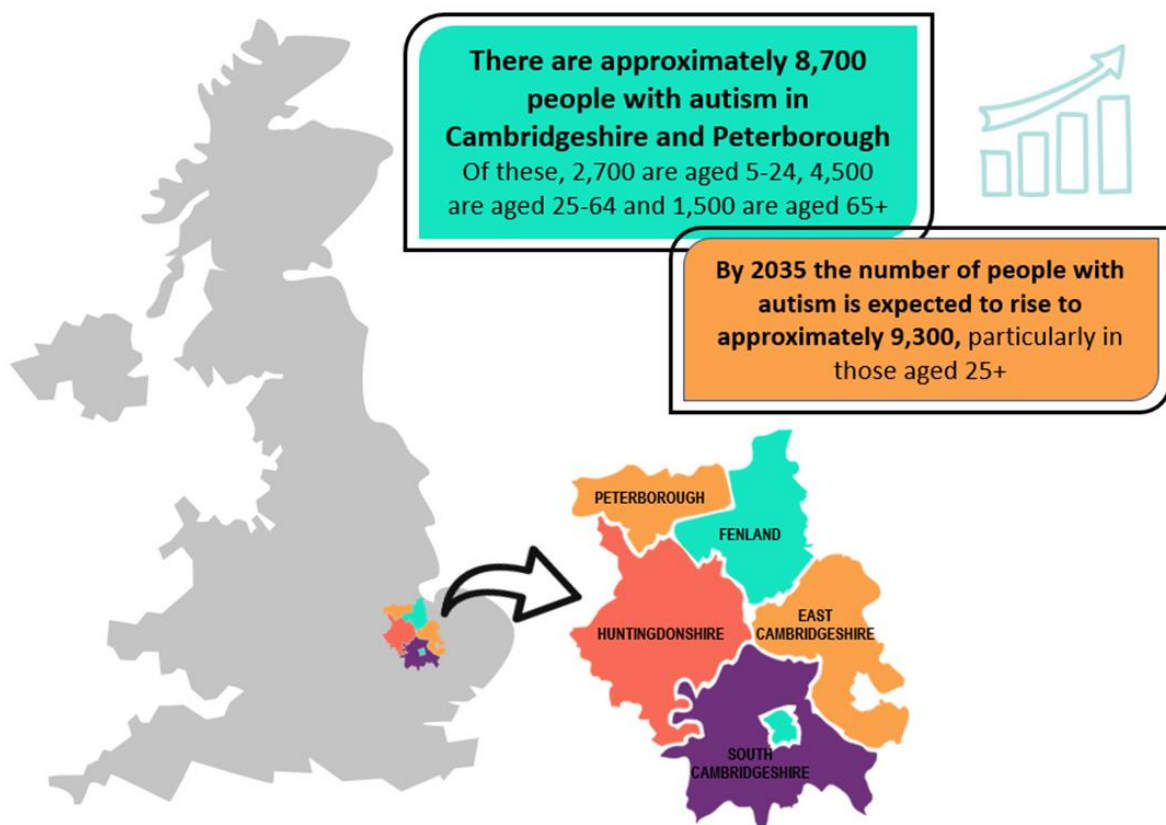 There are approximately 8,700
people with autism in
Cambridgeshire and Peterborough
Of these, 2,700 are aged 5-24, 4,500
are aged 25-64 and 1,500 are aged 65+
By 2035 the number of people with
autism is expected to rise to
approximately 9,300, particularly in
those aged 25+
PETERBOROUGH
FENLAND
HUNTINGDONSHIRE
EAST
CAMBRIDGESHIRE
SOUTH
CAMBRIDGESHIRE